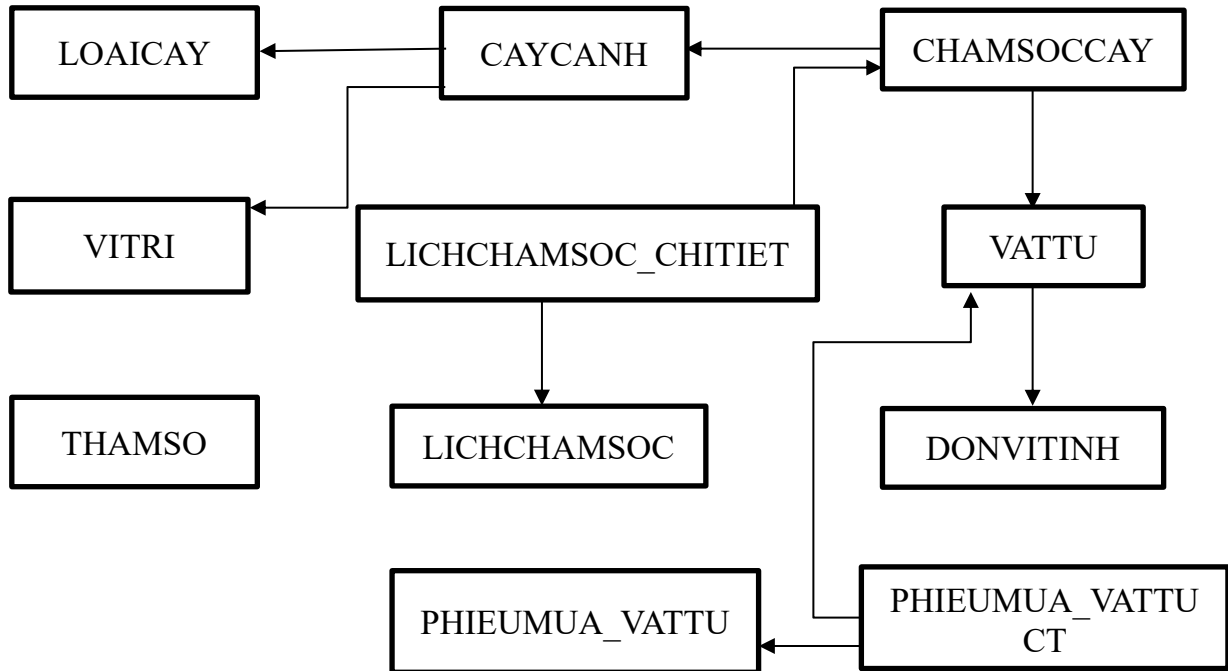 LOAICAY
CAYCANH
CHAMSOCCAY
VITRI
LICHCHAMSOC_CHITIET
VATTU
THAMSO
LICHCHAMSOC
DONVITINH
PHIEUMUA_VATTU
PHIEUMUA_VATTU
CT